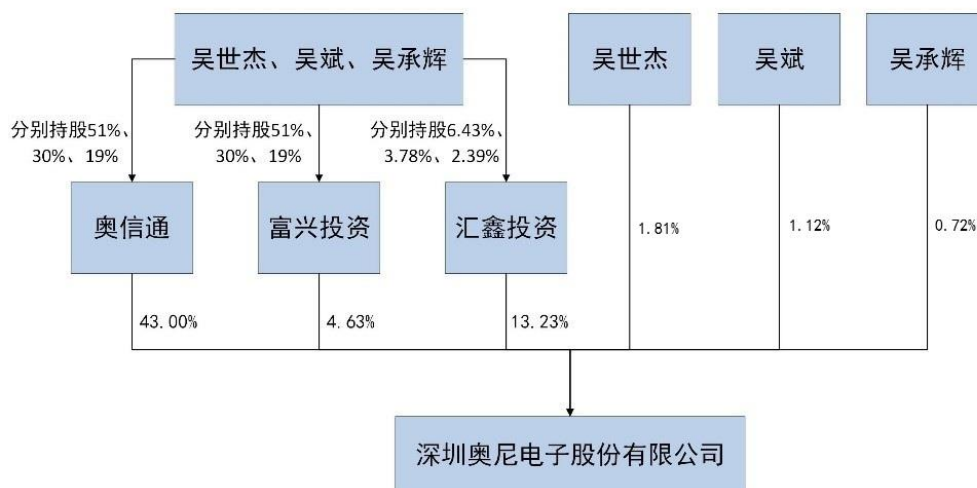 吴世杰、吴斌、吴承辉
吴世杰
吴斌
吴承辉
分别持股51%、
30%、19%
分别持股51%、
30%、19%
分别持股6.43%、
3.78%、2.39%
奥信通
富兴投资
汇鑫投资
1.81%
1.12%
0.72%
43.00%
4.63%
13.23%
深圳奥尼电子股份有限公司